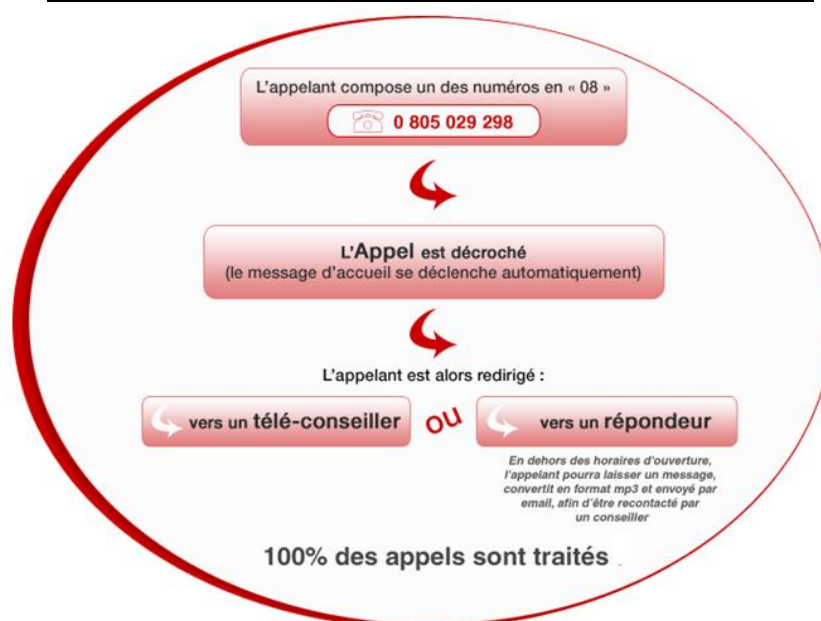 L'appelant compose un des numéros en « 08 »
0 805 029 298
L'Appel est décroché
(le message d'accueil se déclenche automatiquement)
L'appelant est alors redirigé :
vers un télé-conseiller
ou
vers un répondeur
En dehors des horaires d'ouverture,
l'appelant pourra laisser un message,
convertit en format mp3 et envoyé par
email, afin d'être recontacté par
un conseiller
100% des appels sont traités